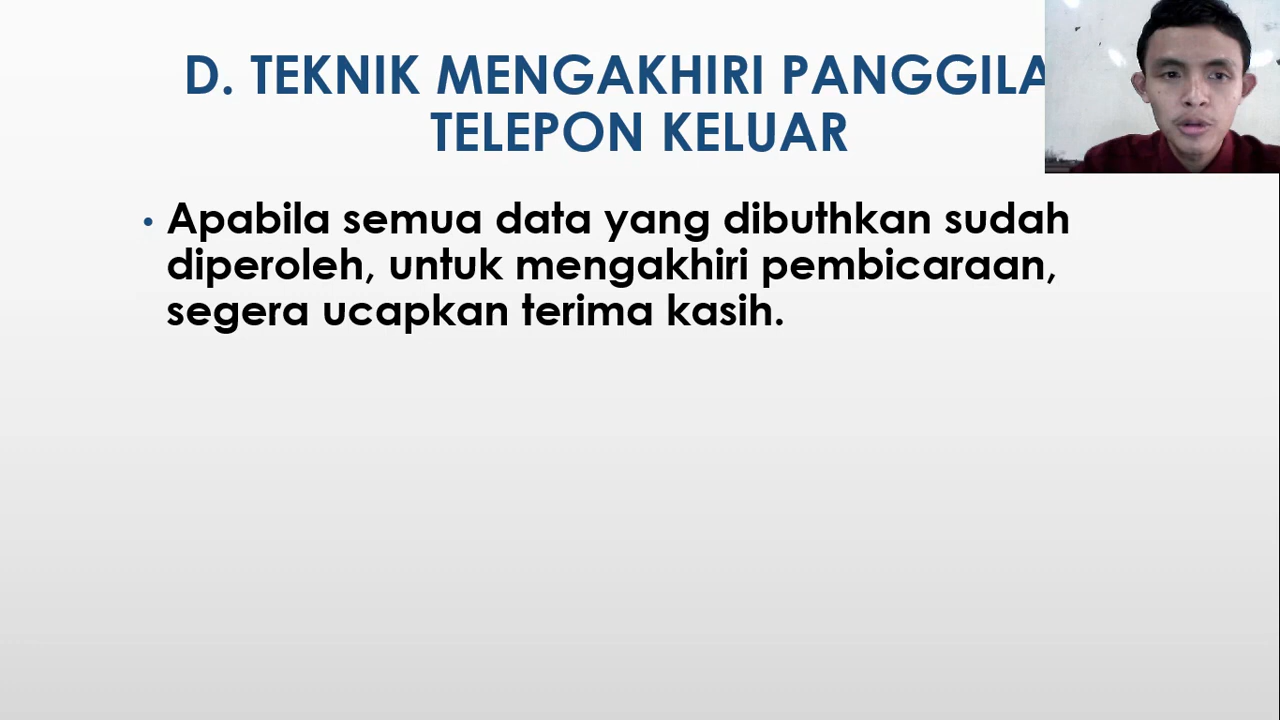 D. TEKNIK MENGAKHIRI PANGGILA
TELEPON KELUAR
• Apabila semua data yang dibuthkan sudah
diperoleh, untuk mengakhiri pembicaraan,
segera ucapkan terima kasih.